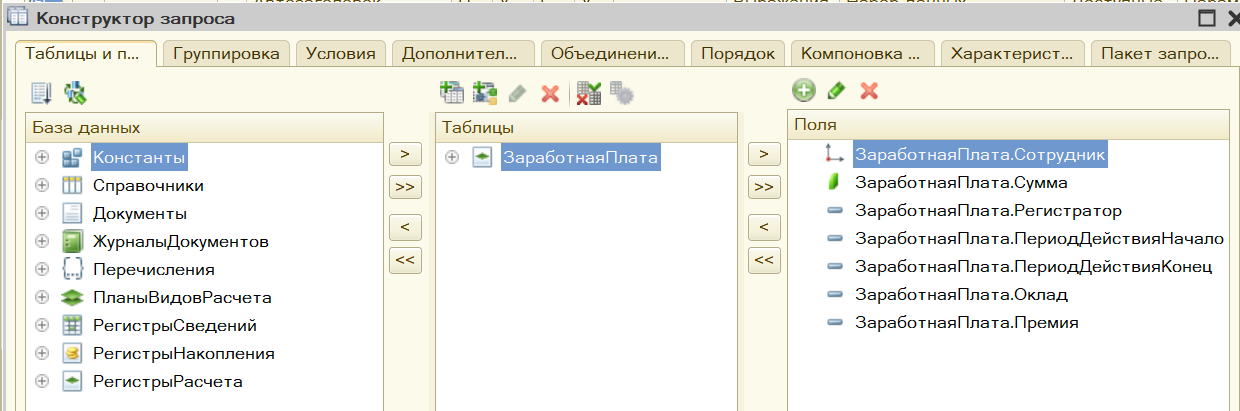 Конструктор запроса
Таблицы и п...
Группировка
Условия
Дополнител...
Объединени...
Порядок
Компоновка ...
Характерист...
Пакет запро...
База данных
Константы
Справочники
Документы
ЖурналыДокументов
Перечисления
ПланыВидовРасчета
РегистрыСведений
РегистрыНакопления
РегистрыРасчета
>
>>
<
<<
Таблицы
ЗаработнаяПлата
>
>>
<
<<
Поля
ЗаработнаяПлата.Сотрудник
ЗаработнаяПлата.Сумма
ЗаработнаяПлата.Регистратор
ЗаработнаяПлата.ПериодДействияНачало
ЗаработнаяПлата.ПериодДействияКонец
ЗаработнаяПлата.Оклад
ЗаработнаяПлата.Премия